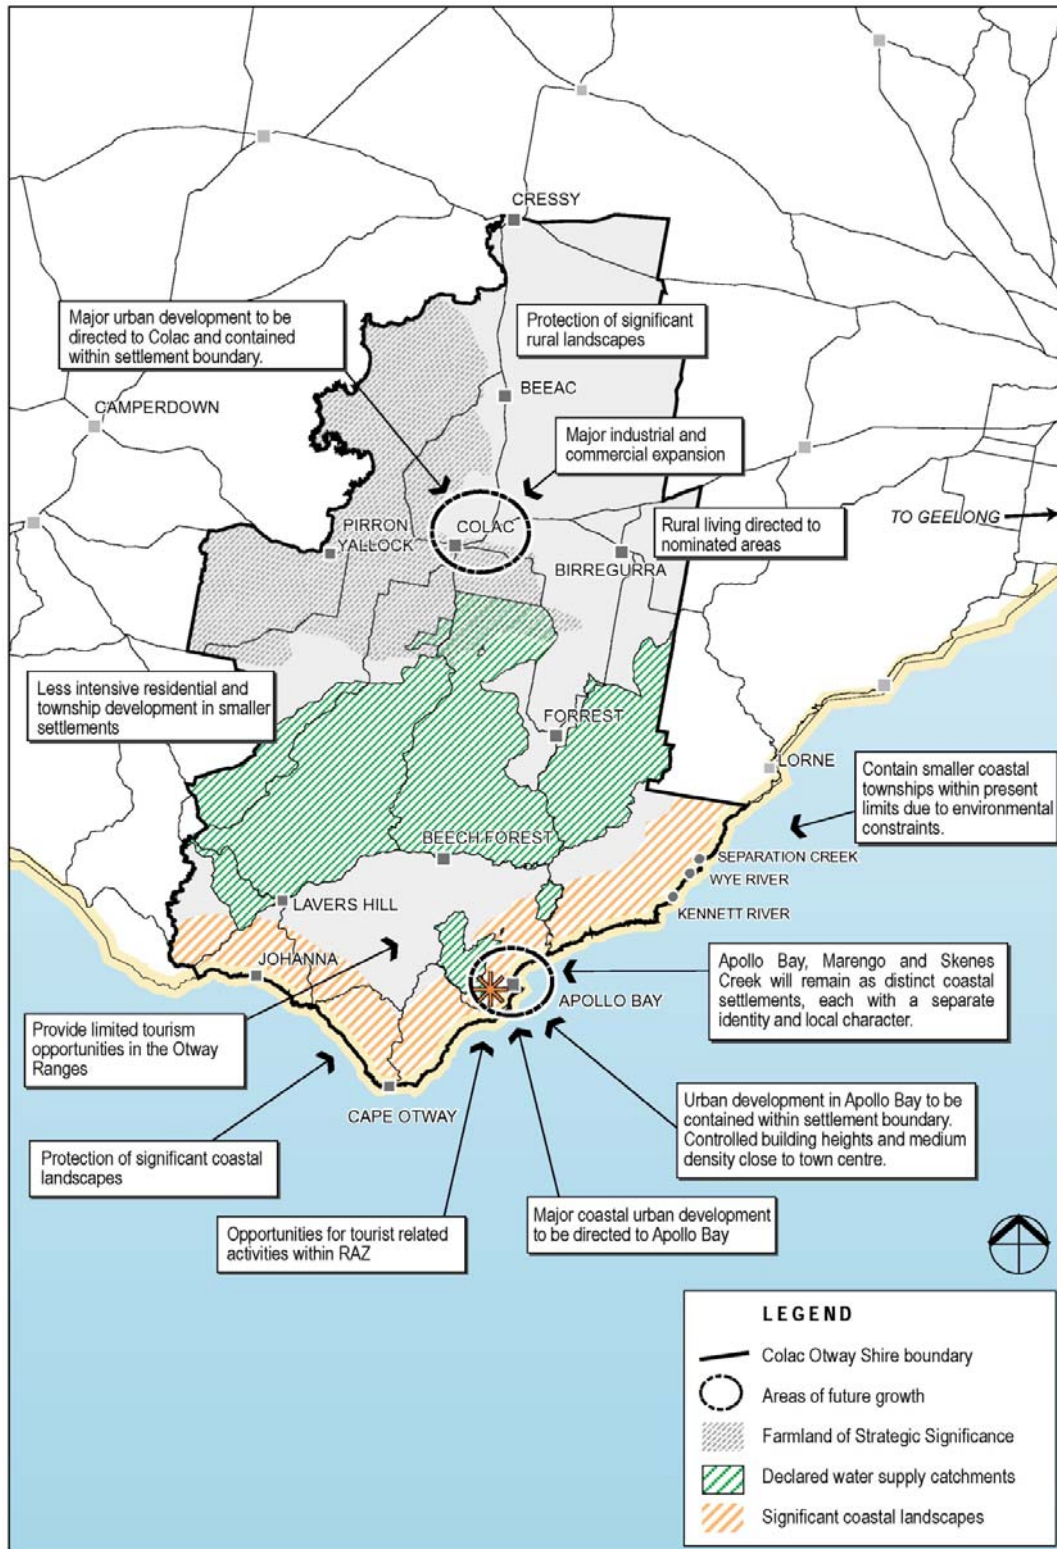 CRESSY
Major urban development to be
directed to Colac and contained
within settlement boundary.
Protection of significant
rural landscapes
BEEAC
CAMPERDOWN
Major industrial and
commercial expansion
TO GEELONG
PIRRON
YALLOCK
COLAC
Rural living directed to
nominated areas
BIRREGURRA
Less intensive residential and
township development in smaller
settlements
FORREST
LORNE
Contain smaller coastal
townships within present
limits due to environmental
constraints.
BEECH FOREST
SEPARATION CREEK
WYE RIVER
KENNETT RIVER
LAVERS HILL
JOHANNA
Apollo Bay, Marengo and Skenes
Creek will remain as distinct coastal
settlements, each with a separate
identity and local character.
APOLLO BAY
Provide limited tourism
opportunities in the Otway
Ranges
CAPE OTWAY
Urban development in Apollo Bay to be
contained within settlement boundary.
Controlled building heights and medium
density close to town centre.
Protection of significant coastal
landscapes
Opportunities for tourist related
activities within RAZ
Major coastal urban development
to be directed to Apollo Bay
LEGEND
Colac Otway Shire boundary
Areas of future growth
Farmland of Strategic Significance
Declared water supply catchments
Significant coastal landscapes